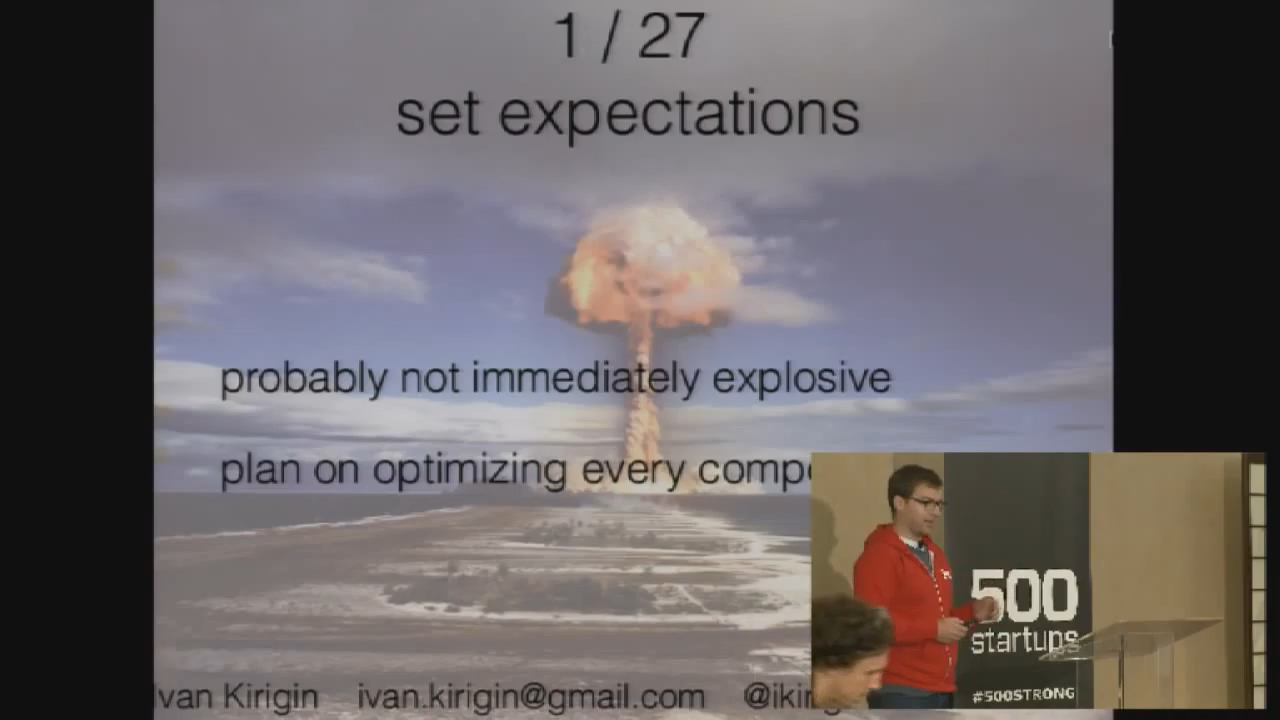 1 / 27
set expectations
probably not immediately explosive
plan on optimizing every
Ivan Kirigin ivan.kirigin@gmail.com
500
startups
#500STRONG